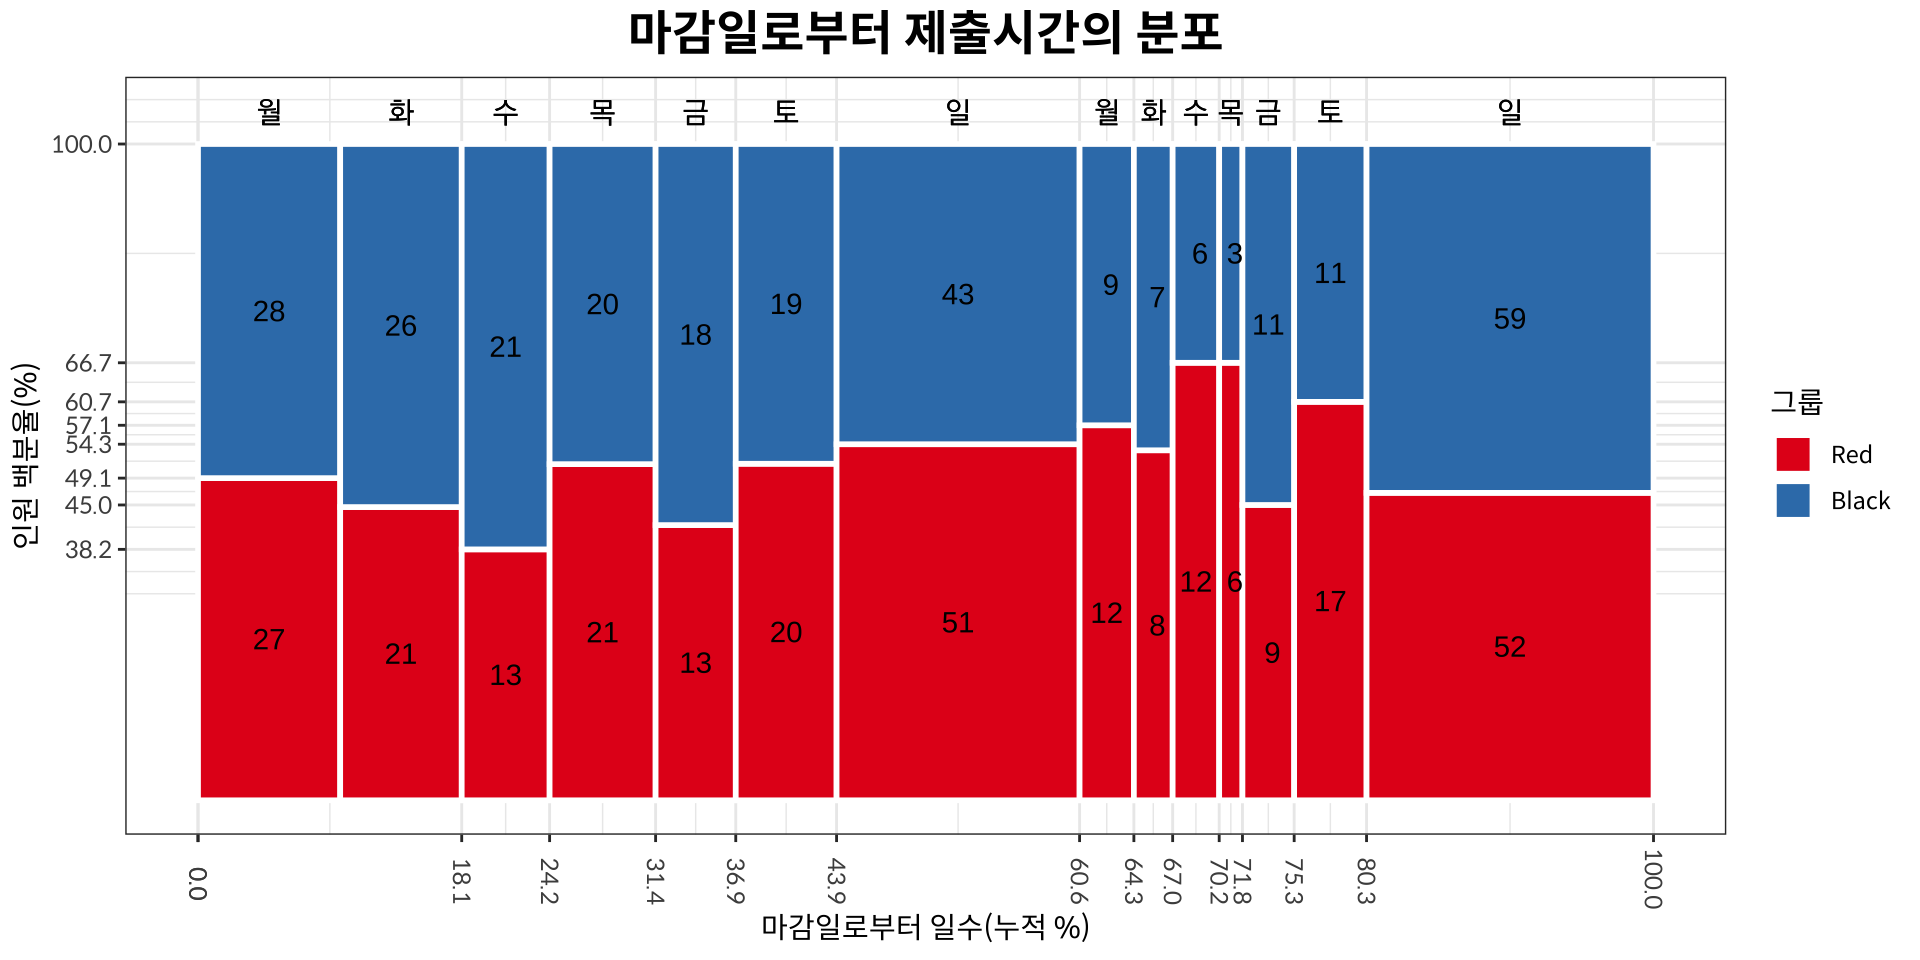 마감일로부터 제출시간의 분포
월 화 수 목 금 토 일 월 화 수 목 금 토 일
100.0
66.7
60.7
57.1
54.3
49.1
45.0
38.2
인원 백분율(%)
28 26 21 20 18 19 43 9 7 6 3 11 11 59
27 21 13 21 13 20 51 12 8 12 6 9 17 52
0.0 18.1 24.2 31.4 36.9 43.9 60.6 64.3 67.0 70.2 71.8 75.3 80.3 100.0
마감일로부터 일수(누적 %)
그룹
Red
Black